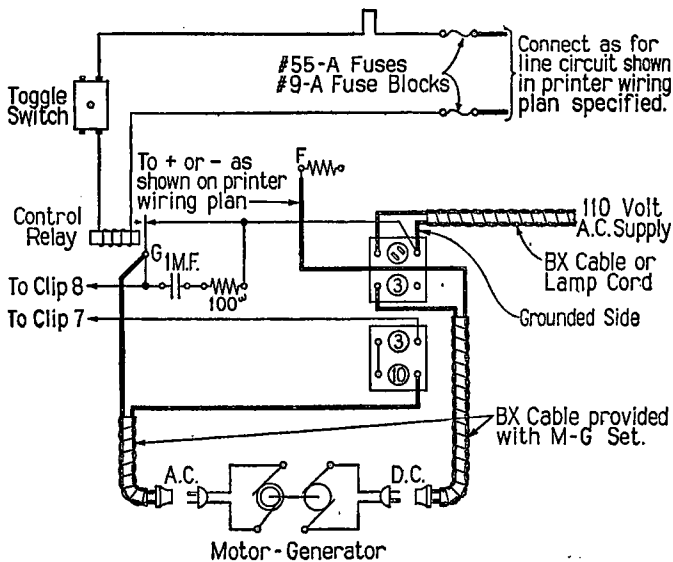 #55-A Fuses
#9-A Fuse Blocks
Connect as for
line circuit shown
in printer wiring
plan specified.
Toggle
Switch
To + or - as
shown on printer
wiring plan
F
Control
Relay
110 Volt
A.C. Supply
G
1 M.F.
100ω
BX Cable or
Lamp Cord
To Clip 8
3
Grounded Side
To Clip 7
3
10
BX Cable provided
with M-G Set.
A.C.
D.C.
Motor-Generator